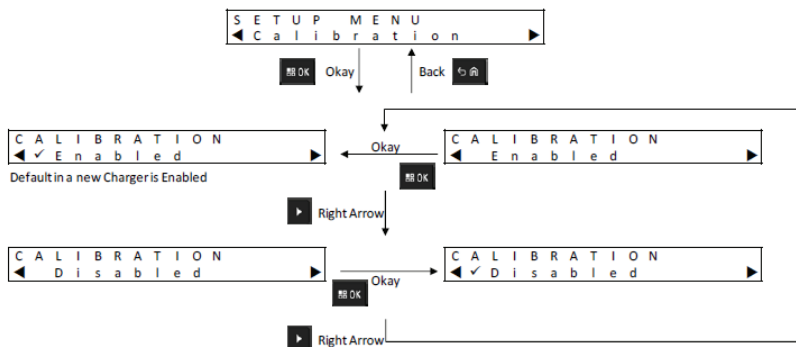 SETUP MENU
◀ Calibration ▶
OK Okay
Back
CALIBRATION
◀ ✓ Enabled ▶
Default in a new Charger is Enabled
Okay
OK
CALIBRATION
◀ Enabled ▶
Right Arrow
CALIBRATION
◀ Disabled ▶
Okay
OK
CALIBRATION
◀ ✓ Disabled ▶
Right Arrow